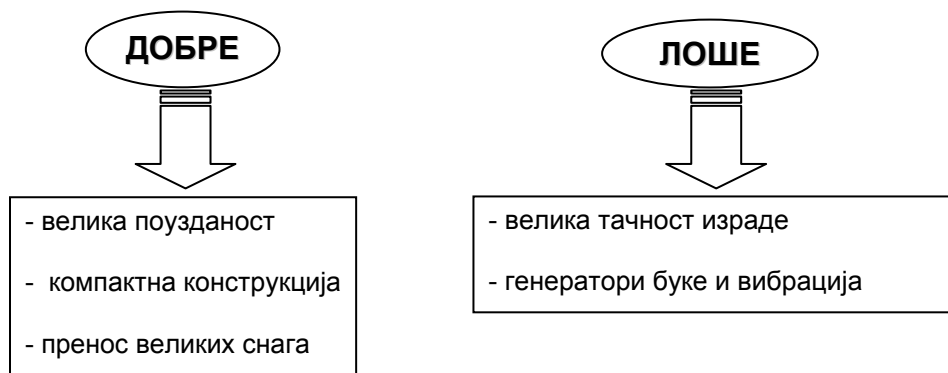 ДОБРЕ
- велика поузданост
- компактна конструкција
- пренос великих снага
ЛОШЕ
- велика тачност израде
- генератори буке и вибрација